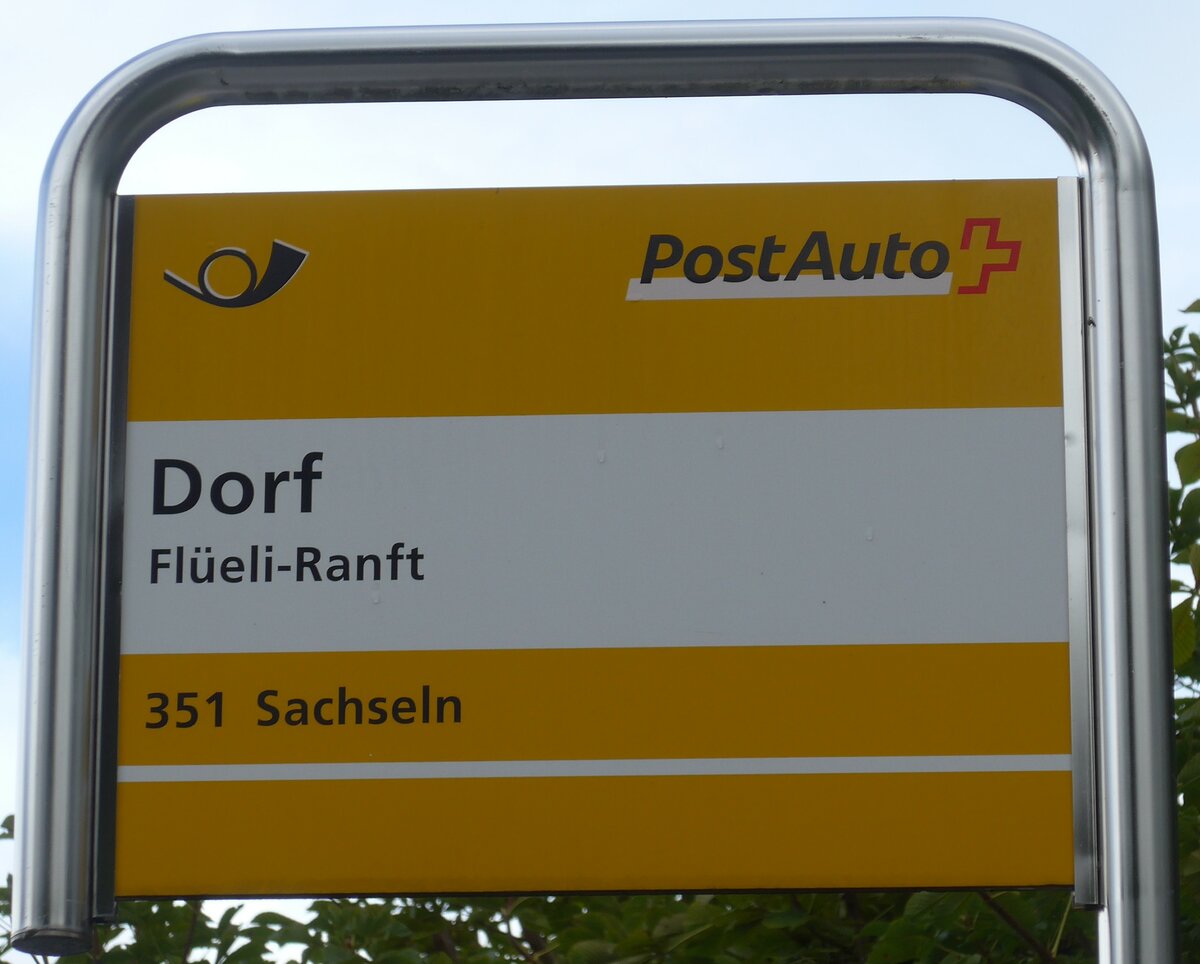 PostAuto
Dorf
Flüeli-Ranft
351 Sachseln